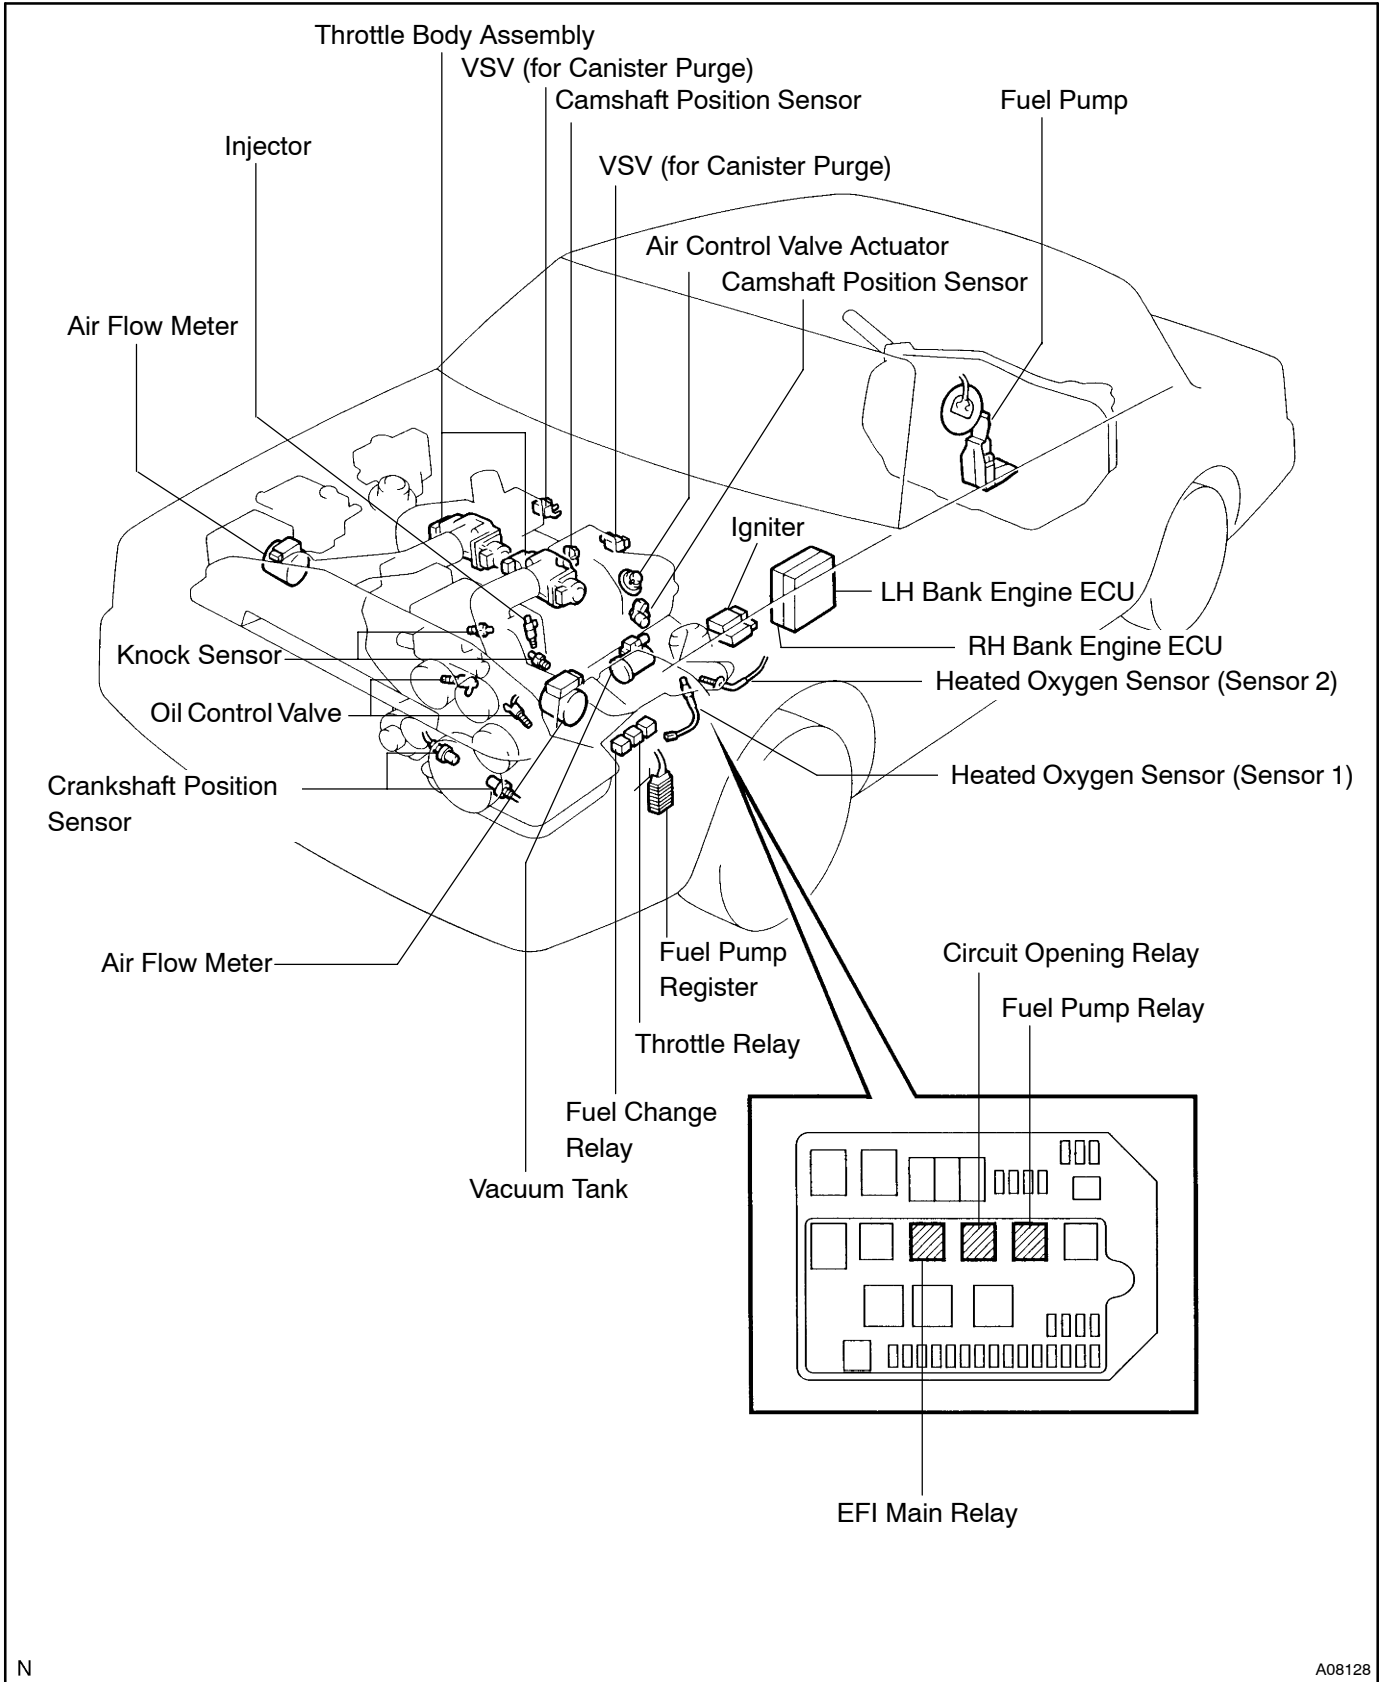 Throttle Body Assembly
VSV (for Canister Purge)
Camshaft Position Sensor
Fuel Pump
Injector
VSV (for Canister Purge)
Air Control Valve Actuator
Camshaft Position Sensor
Air Flow Meter
Igniter
LH Bank Engine ECU
RH Bank Engine ECU
Knock Sensor
Heated Oxygen Sensor (Sensor 2)
Oil Control Valve
Heated Oxygen Sensor (Sensor 1)
Crankshaft Position
Sensor
Air Flow Meter
Fuel Pump
Register
Circuit Opening Relay
Fuel Pump Relay
Throttle Relay
Fuel Change
Relay
Vacuum Tank
EFI Main Relay
N
A08128